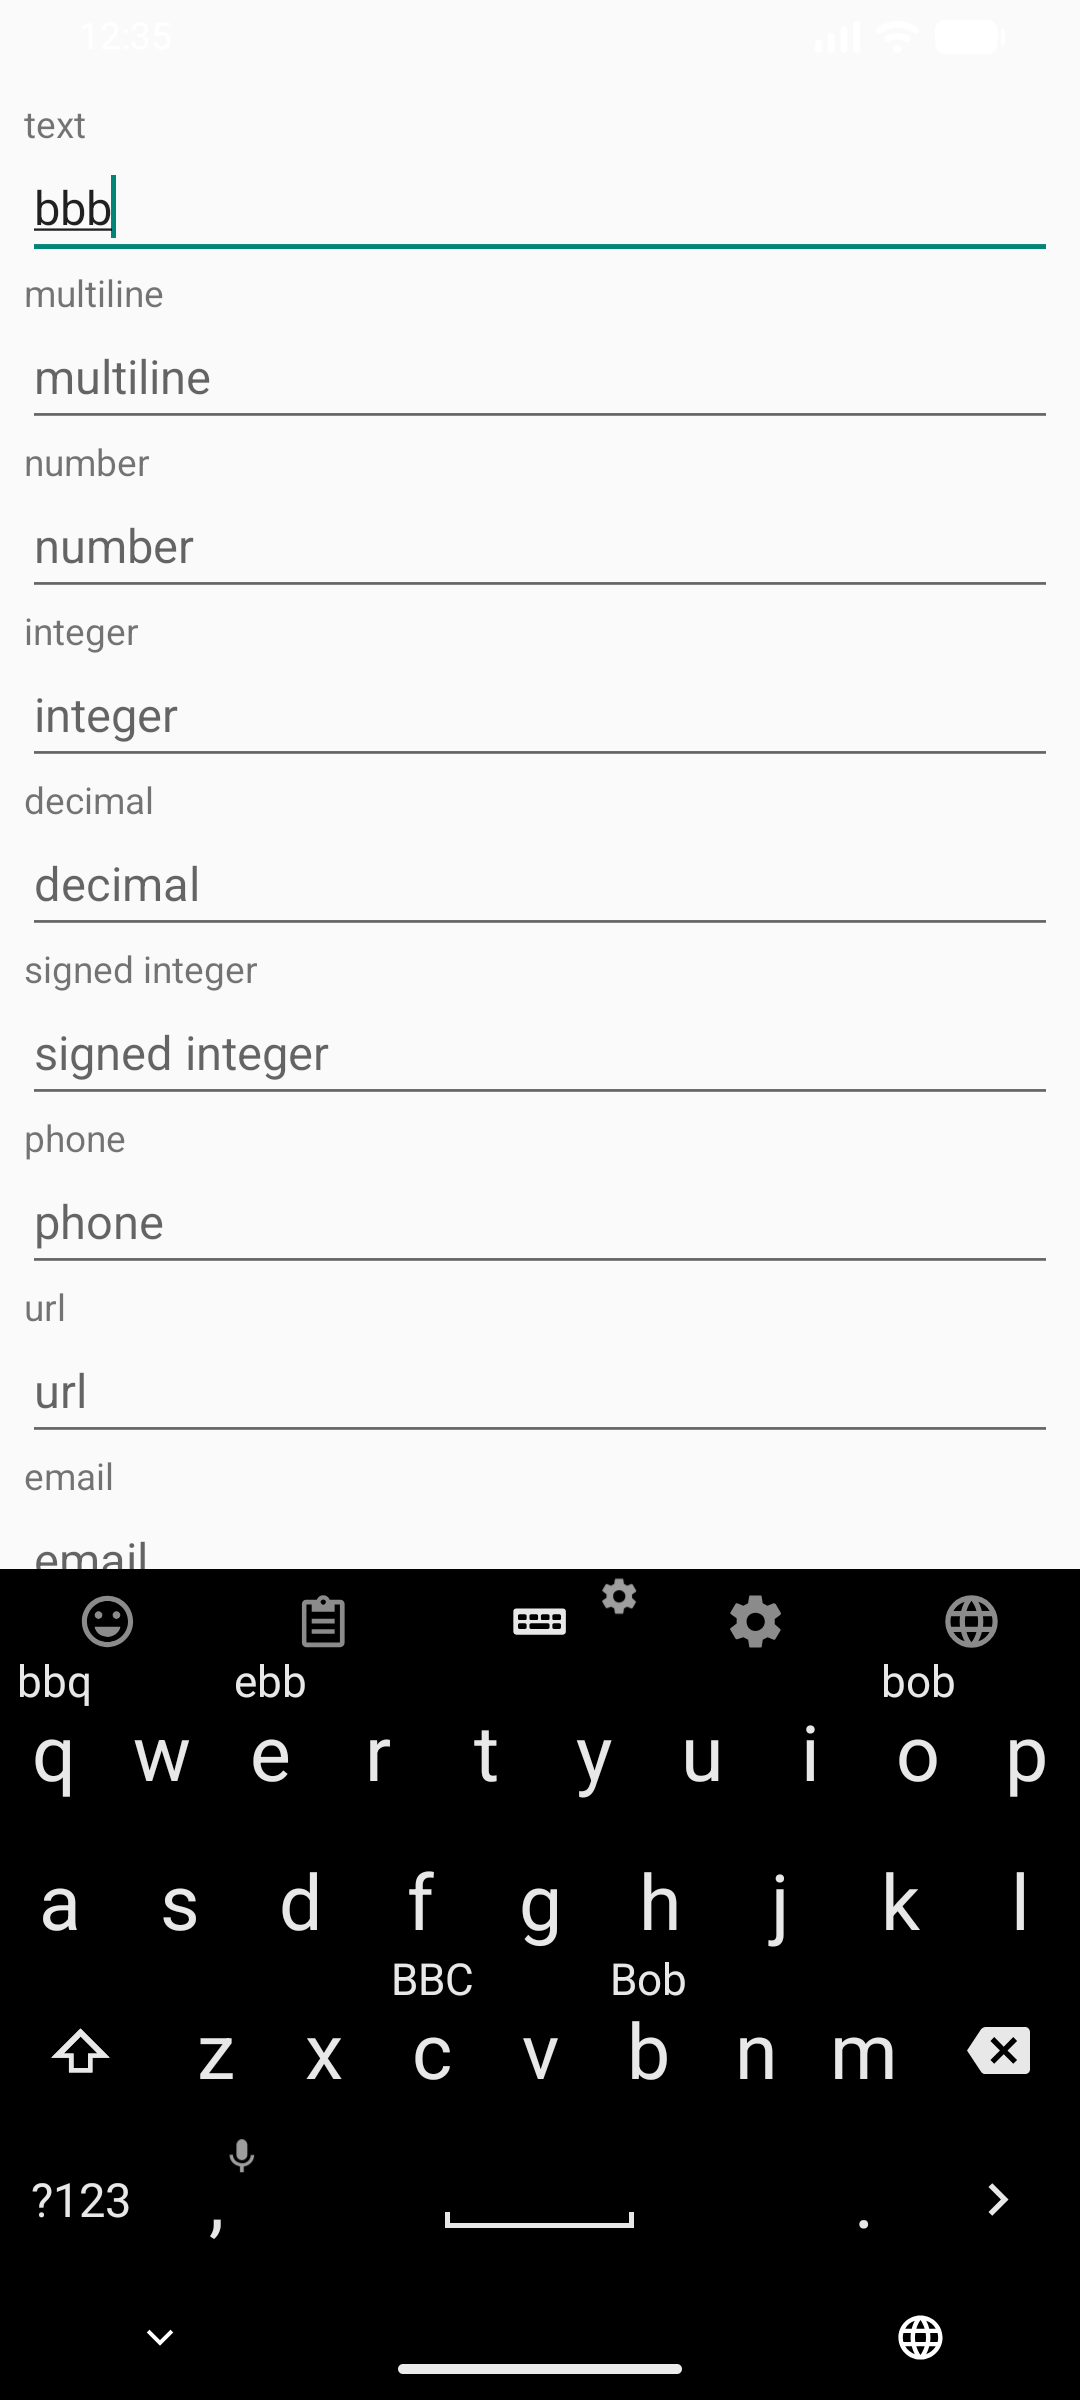 12:35
text
bbb
multiline
multiline
number
number
integer
integer
decimal
decimal
signed integer
signed integer
phone
phone
url
url
email
email
bbq ebb bob
q w e r t y u i o p
a s d f g h j k l
BBC Bob
z x c v b n m
?123 , .